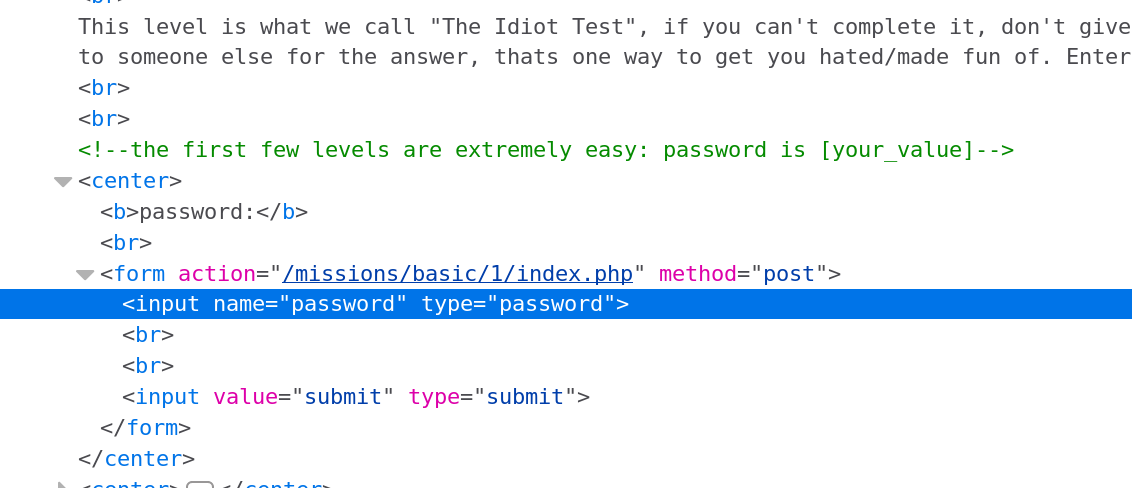 <br>
This level is what we call "The Idiot Test", if you can't complete it, don't give
to someone else for the answer, thats one way to get you hated/made fun of. Enter
<br>
<br>
<!--the first few levels are extremely easy: password is [your_value]-->
<center>
<b>password:</b>
<br>
<form action="/missions/basic/1/index.php" method="post">
<input name="password" type="password">
<br>
<br>
<input value="submit" type="submit">
</form>
</center>
<center></center>